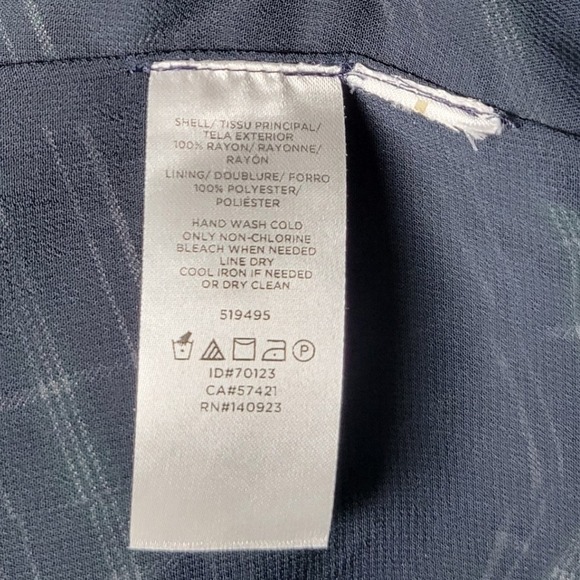 SHELL/ TISSU PRINCIPAL/
TELA EXTERIOR
100% RAYON/ RAYONNE/
RAYÓN
LINING/ DOUBLURE/ FORRO
100% POLYESTER/
POLIÉSTER
HAND WASH COLD
ONLY NON-CHLORINE
BLEACH WHEN NEEDED
LINE DRY
COOL IRON IF NEEDED
OR DRY CLEAN
519495
P
ID#70123
CA#57421
RN#140923